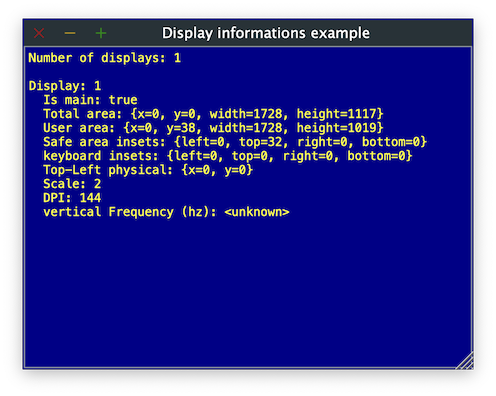 Display informations example
Number of displays: 1
Display: 1
Is main: true
Total area: {x=0, y=0, width=1728, height=1117}
User area: {x=0, y=38, width=1728, height=1019}
Safe area insets: {left=0, top=32, right=0, bottom=0}
keyboard insets: {left=0, top=0, right=0, bottom=0}
Top-Left physical: {x=0, y=0}
Scale: 2
DPI: 144
vertical Frequency (hz): <unknown>